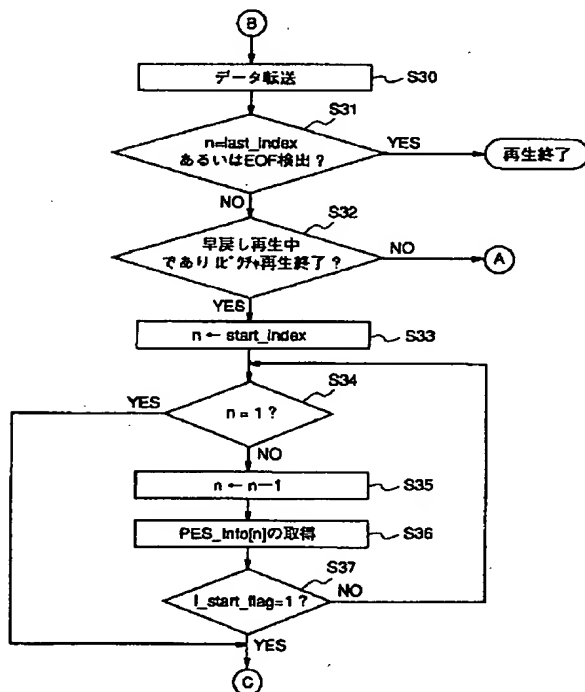 B
データ転送
S30
S31
n=last_index
あるいはEOF検出？
YES
再生終了
NO
S32
早戻し再生中
でありIピクチャ再生終了？
NO
A
YES
n ← start_index
S33
S34
YES
n = 1 ?
NO
n ← n−1
S35
PES_info[n]の取得
S36
S37
I_start_flag=1 ?
NO
YES
C